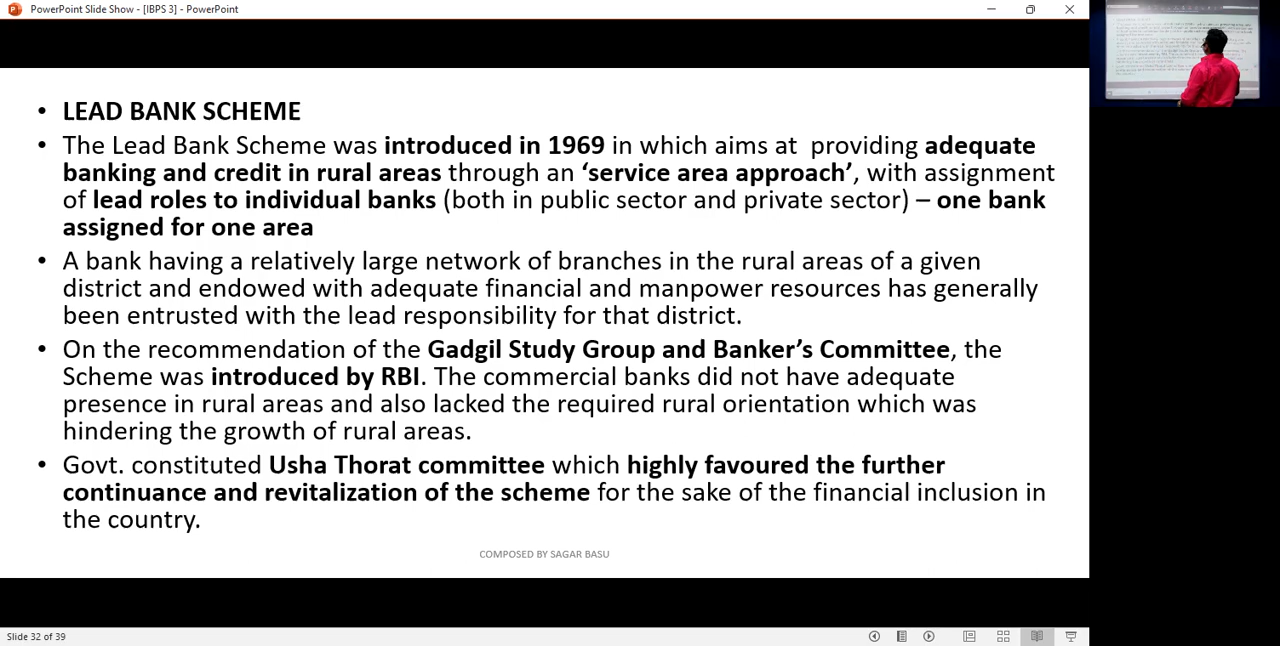 PowerPoint Slide Show - [IBPS 3] - PowerPoint
• LEAD BANK SCHEME
• The Lead Bank Scheme was introduced in 1969 in which aims at providing adequate
banking and credit in rural areas through an ‘service area approach’, with assignment
of lead roles to individual banks (both in public sector and private sector) – one bank
assigned for one area
• A bank having a relatively large network of branches in the rural areas of a given
district and endowed with adequate financial and manpower resources has generally
been entrusted with the lead responsibility for that district.
• On the recommendation of the Gadgil Study Group and Banker’s Committee, the
Scheme was introduced by RBI. The commercial banks did not have adequate
presence in rural areas and also lacked the required rural orientation which was
hindering the growth of rural areas.
• Govt. constituted Usha Thorat committee which highly favoured the further
continuance and revitalization of the scheme for the sake of the financial inclusion in
the country.
COMPOSED BY SAGAR BASU
Slide 32 of 39